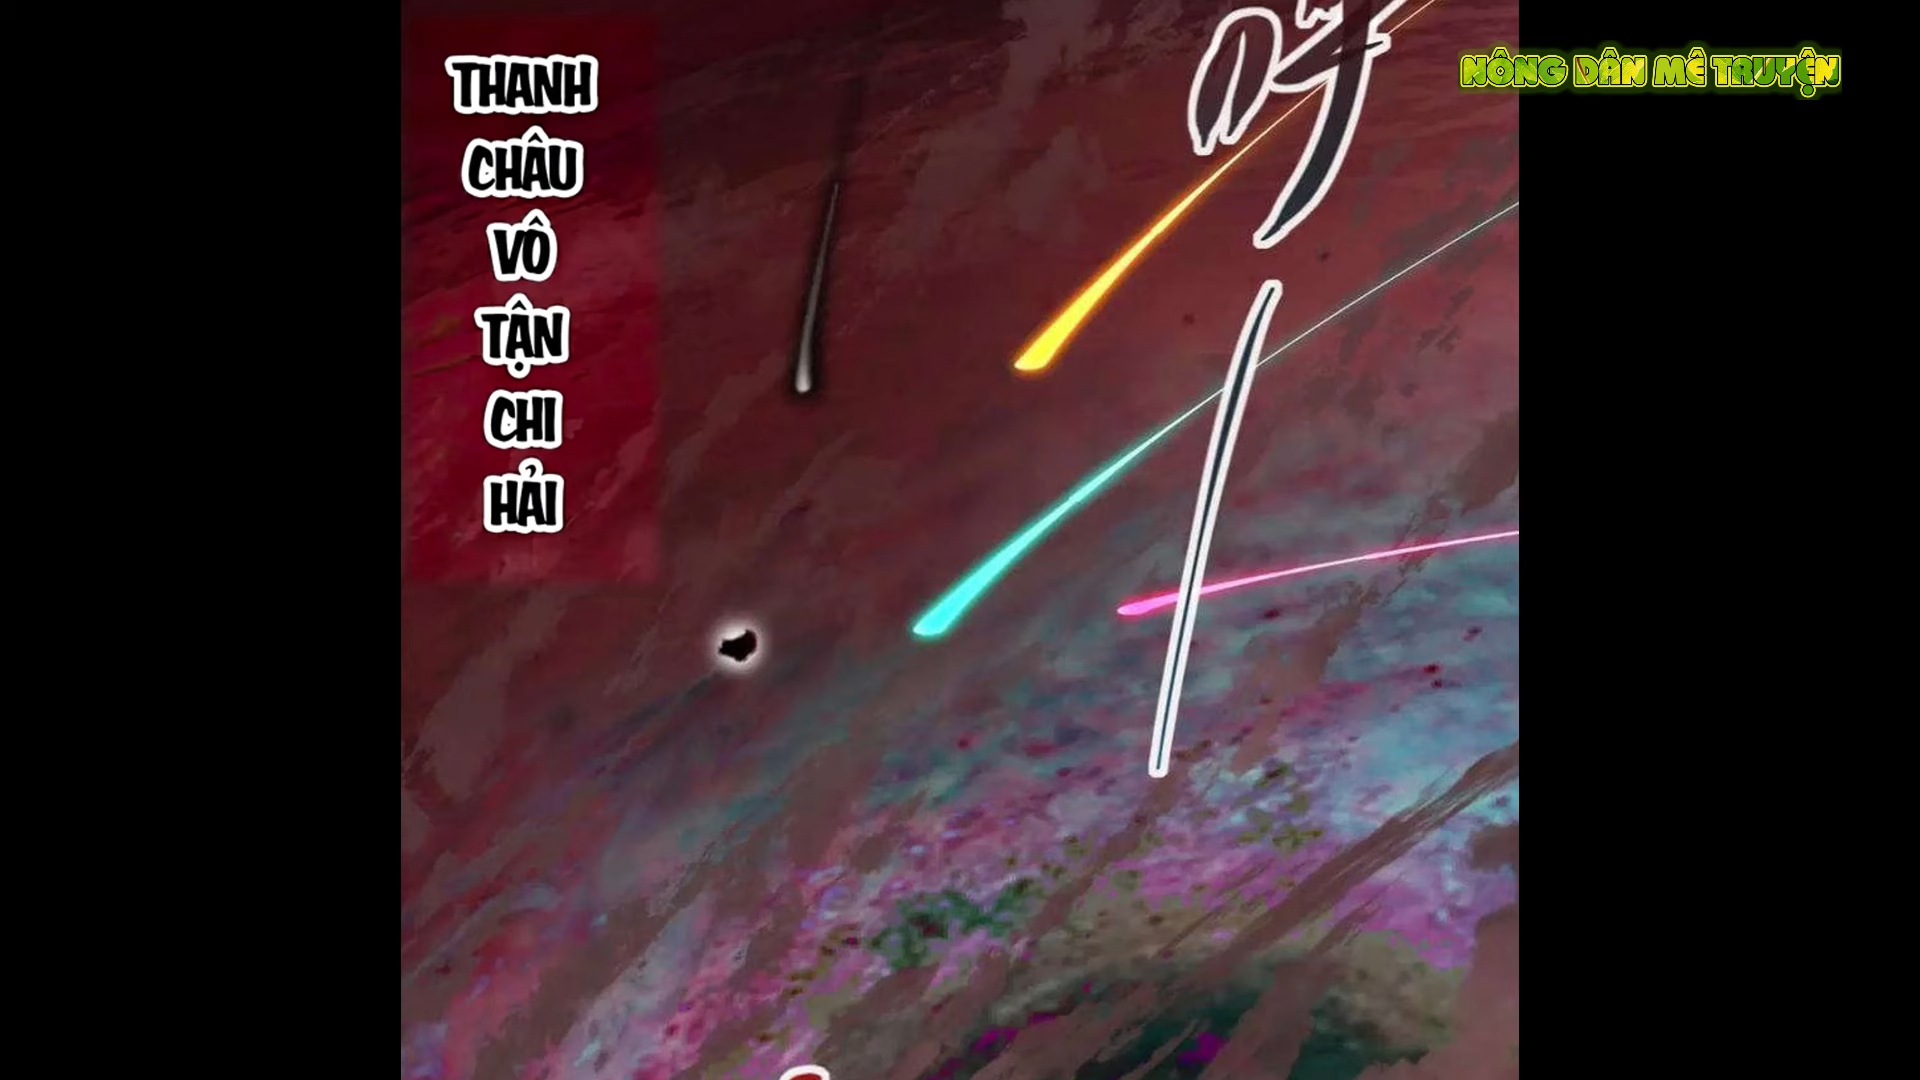 THANH
CHÂU
VÔ
TẬN
CHI
HẢI
NÔNG DÂN MÊ TRUYỆN